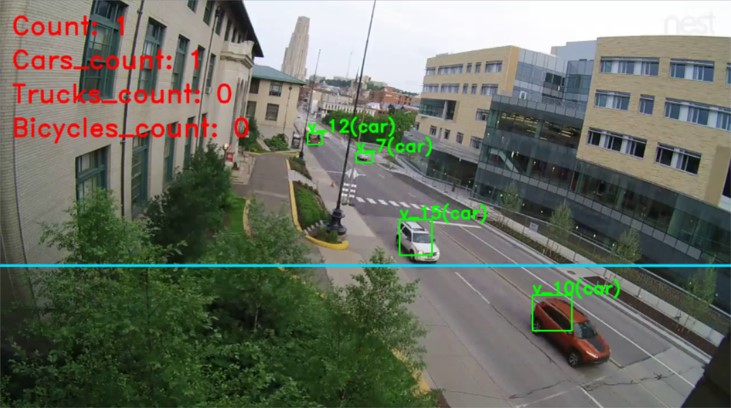 Count: 1
nest
Cars_count: 1
Trucks_count: 0
Bicycles_count: 0
v_12(car)
v_7(car)
v_15(car)
v_10(car)